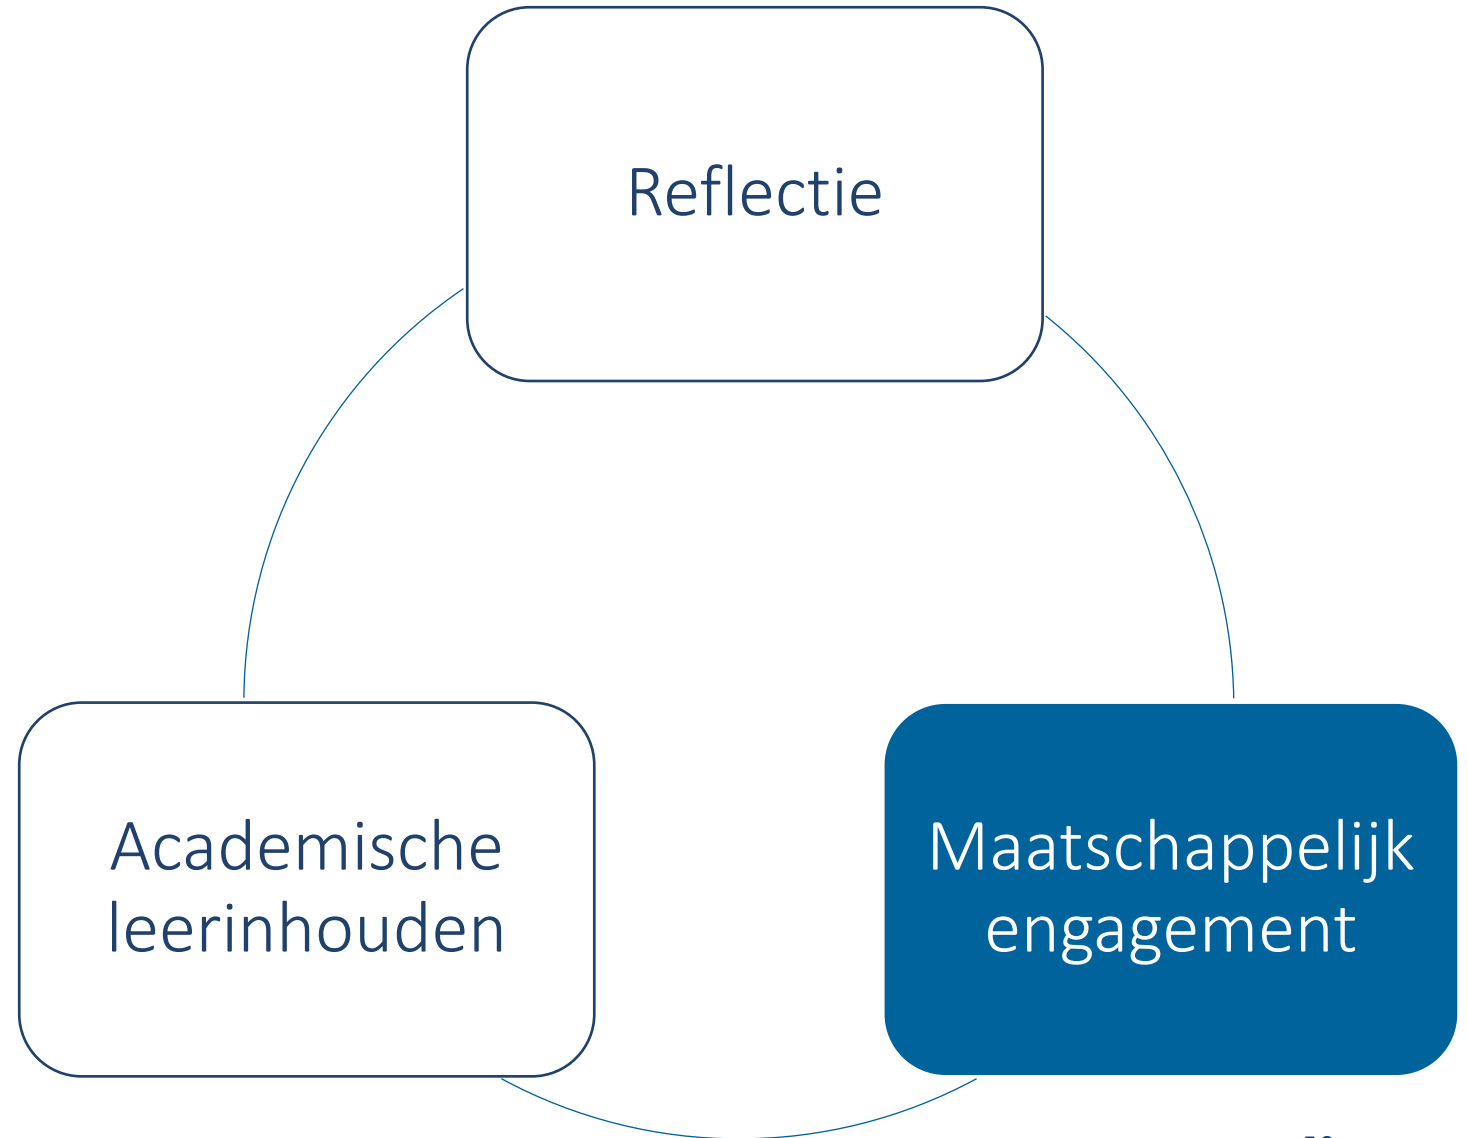 Reflectie
Academische
leerinhouden
Maatschappelijk
engagement